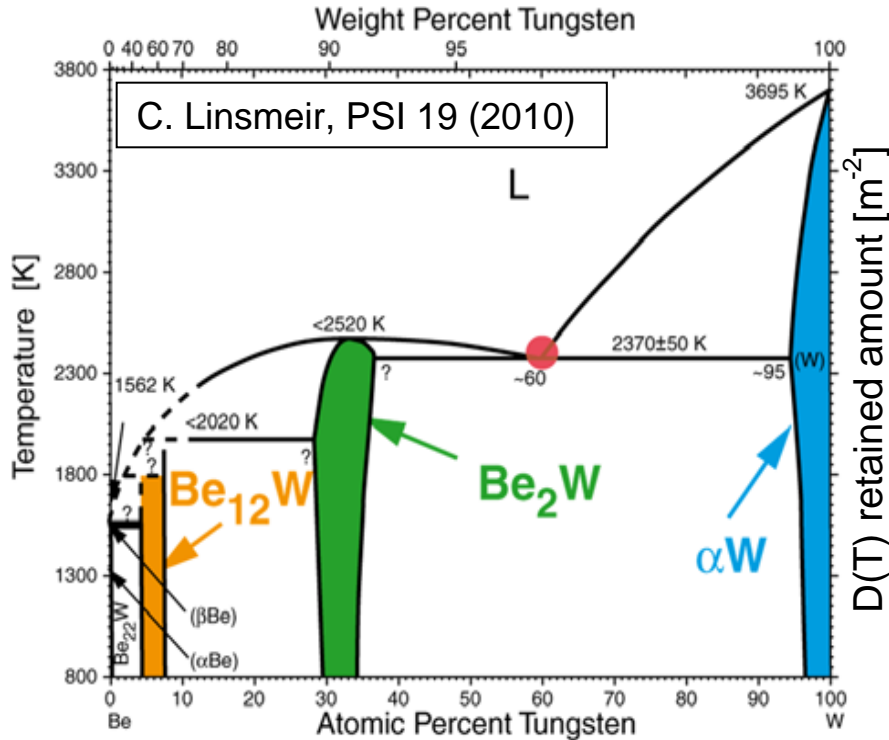 Weight Percent Tungsten
0 40 60 70 80 90 95 100
3800
C. Linsmeir, PSI 19 (2010)
3695 K
3300
L
2800
<2520 K
2370±50 K
2300
?
~60
~95
(W)
1562 K
<2020 K
?
?
?
1800
Be12W
Be2W
αW
?
1300
(βBe)
Be22W
(αBe)
800
0 10 20 30 40 50 60 70 80 90 100
Be
Atomic Percent Tungsten
W
Temperature [K]
D(T) retained amount [m-2]